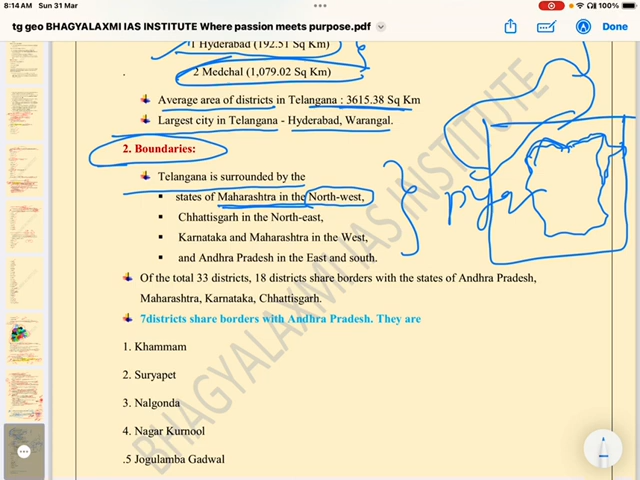 8:14 AM Sun 31 Mar
100%
tg geo BHAGYALAXMI IAS INSTITUTE Where passion meets purpose.pdf
Done
1 Hyderabad (192.51 Sq Km)
. 2 Medchal (1,079.02 Sq Km)
Average area of districts in Telangana : 3615.38 Sq Km
Largest city in Telangana - Hyderabad, Warangal.
2. Boundaries:
Telangana is surrounded by the
states of Maharashtra in the North-west,
Chhattisgarh in the North-east,
Karnataka and Maharashtra in the West,
and Andhra Pradesh in the East and south.
Of the total 33 districts, 18 districts share borders with the states of Andhra Pradesh,
Maharashtra, Karnataka, Chhattisgarh.
7districts share borders with Andhra Pradesh. They are
1. Khammam
2. Suryapet
3. Nalgonda
4. Nagar Kurnool
.5 Jogulamba Gadwal
BHAGYALAXMI IAS INSTITUTE